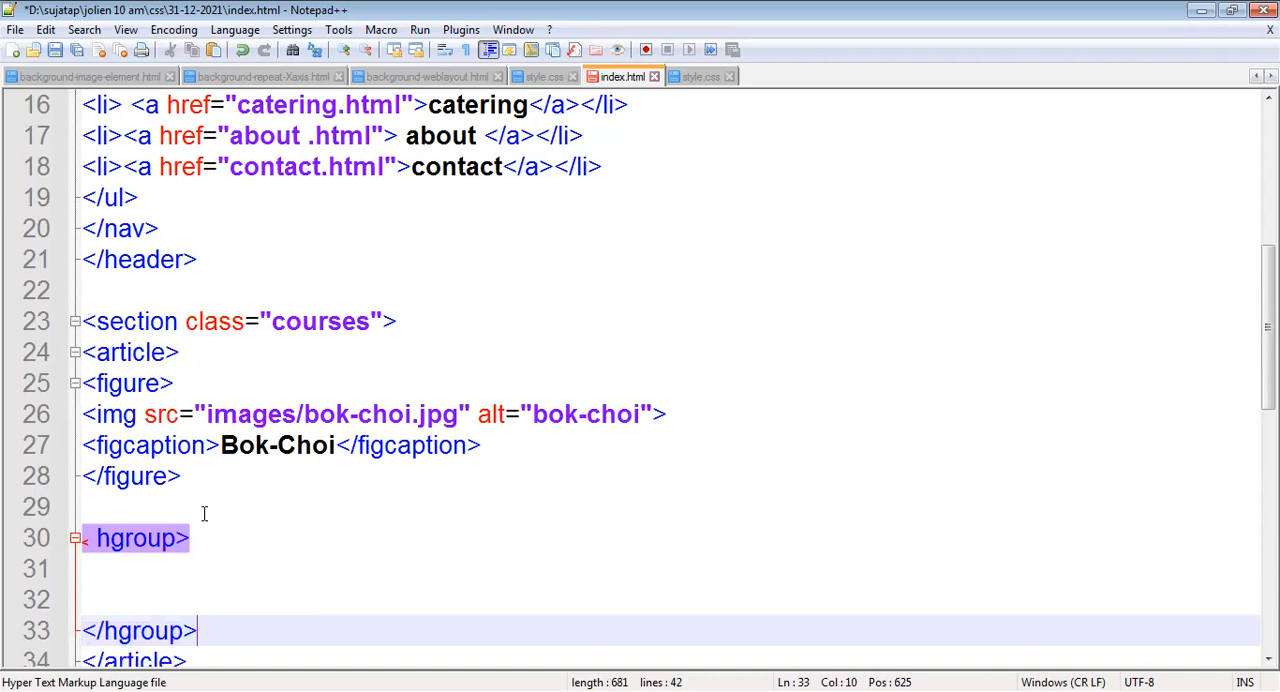 *D:\sujatap\jolien 10 am\css\31-12-2021\index.html - Notepad++
File Edit Search View Encoding Language Settings Tools Macro Run Plugins Window ? X
background-image-element.html background-repeat-Xaxis.html background-weblayout.html style.css index.html style.css
16 <li> <a href="catering.html">catering</a></li>
17 <li><a href="about .html"> about </a></li>
18 <li><a href="contact.html">contact</a></li>
19 </ul>
20 </nav>
21 </header>
22
23 <section class="courses">
24 <article>
25 <figure>
26 <img src="images/bok-choi.jpg" alt="bok-choi">
27 <figcaption>Bok-Choi</figcaption>
28 </figure>
29
30 < hgroup>
31
32
33 </hgroup>
34 </article>
Hyper Text Markup Language file length : 681 lines : 42 Ln : 33 Col : 10 Pos : 625 Windows (CR LF) UTF-8 INS